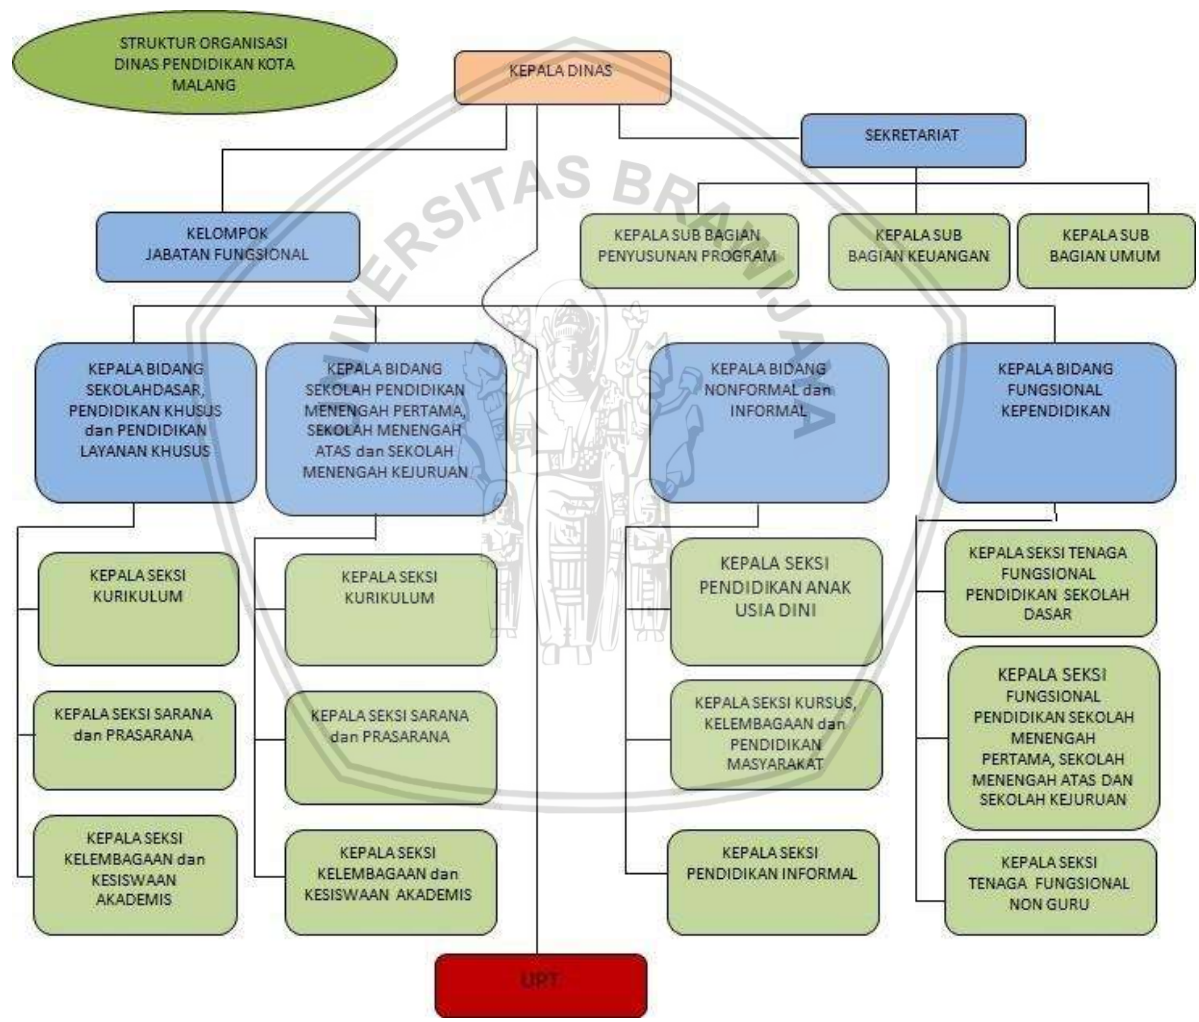 STRUKTUR ORGANISASI
DINAS PENDIDIKAN KOTA
MALANG
KEPALA DINAS
SEKRETARIAT
KELOMPOK
JABATAN FUNGSIONAL
KEPALA SUB BAGIAN
PENYUSUNAN PROGRAM
KEPALA SUB
BAGIAN KEUANGAN
KEPALA SUB
BAGIAN UMUM
UNIVERSITAS BRAWIJAYA
KEPALA BIDANG
SEKOLAHDASAR,
PENDIDIKAN KHUSUS
dan PENDIDIKAN
LAYANAN KHUSUS
KEPALA BIDANG
SEKOLAH PENDIDIKAN
MENENGAH PERTAMA,
SEKOLAH MENENGAH
ATAS dan SEKOLAH
MENENGAH KEJURUAN
KEPALA BIDANG
NONFORMAL dan
INFORMAL
KEPALA BIDANG
FUNGSIONAL
KEPENDIDIKAN
KEPALA SEKSI
KURIKULUM
KEPALA SEKSI SARANA
dan PRASARANA
KEPALA SEKSI
KELEMBAGAAN dan
KESISWAAN
AKADEMIS
KEPALA SEKSI
KURIKULUM
KEPALA SEKSI SARANA
dan PRASARANA
KEPALA SEKSI
KELEMBAGAAN dan
KESISWAAN AKADEMIS
KEPALA SEKSI
PENDIDIKAN ANAK
USIA DINI
KEPALA SEKSI KURSUS,
KELEMBAGAAN dan
PENDIDIKAN
MASYARAKAT
KEPALA SEKSI
PENDIDIKAN INFORMAL
KEPALA SEKSI TENAGA
FUNGSIONAL
PENDIDIKAN SEKOLAH
DASAR
KEPALA SEKSI
FUNGSIONAL
PENDIDIKAN SEKOLAH
MENENGAH
PERTAMA, SEKOLAH
MENENGAH ATAS DAN
SEKOLAH KEJURUAN
KEPALA SEKSI
TENAGA FUNGSIONAL
NON GURU
UPT